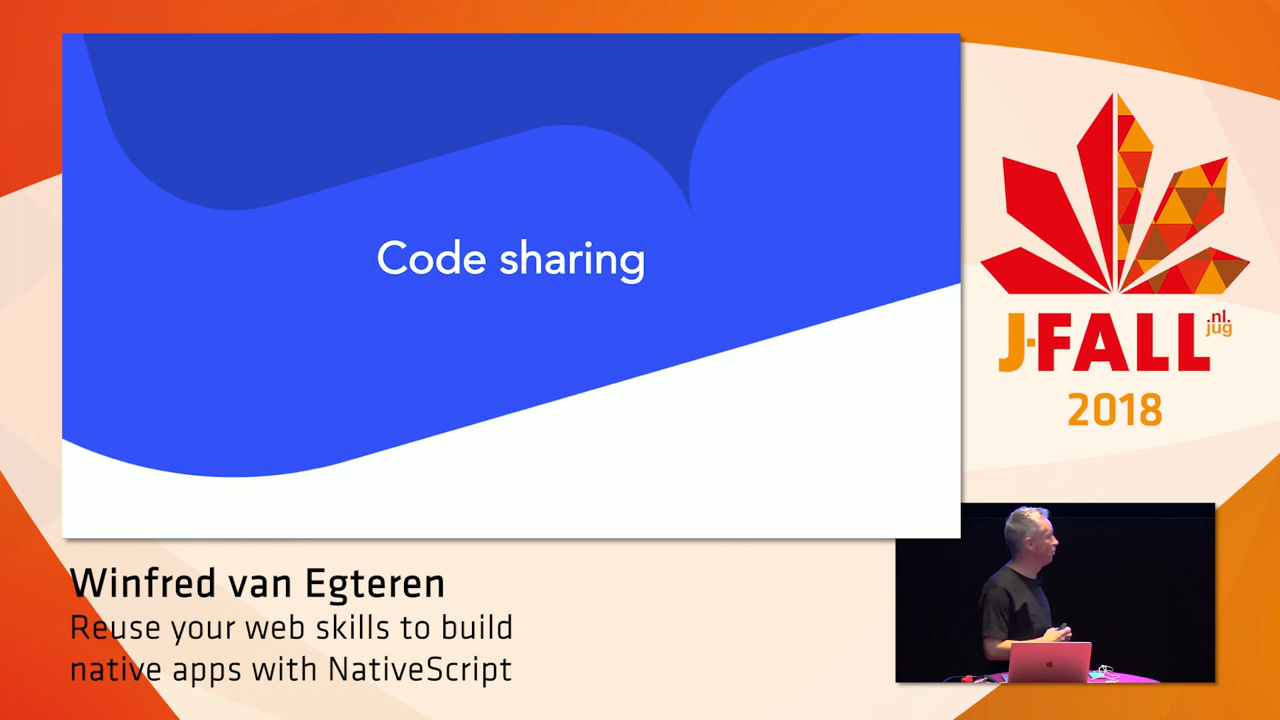 Code sharing
J·FALL
nl.
jug
2018
Winfred van Egteren
Reuse your web skills to build
native apps with NativeScript